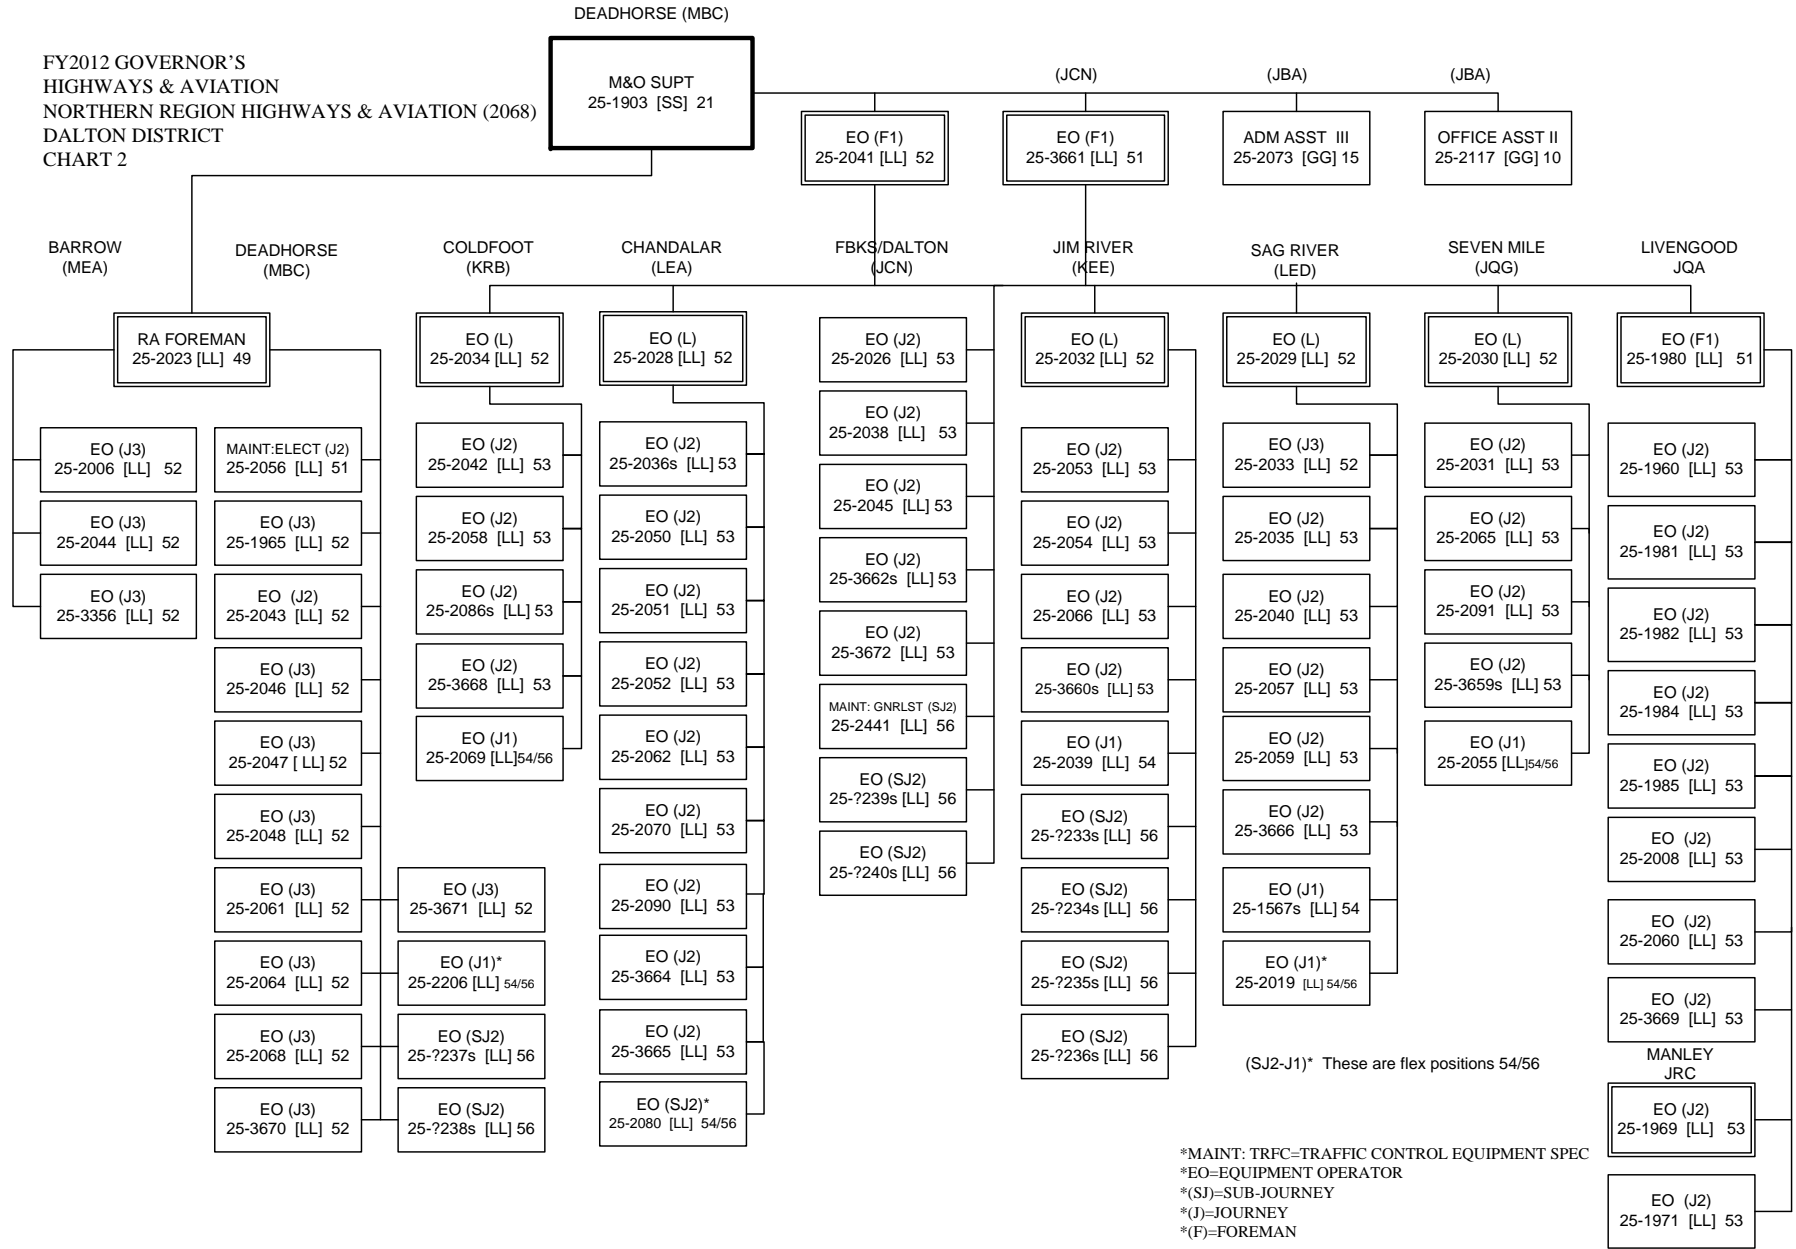 DEADHORSE (MBC)
FY2012 GOVERNOR'S
HIGHWAYS & AVIATION
NORTHERN REGION HIGHWAYS & AVIATION (2068)
DALTON DISTRICT
CHART 2
M&O SUPT
25-1903 [SS] 21
(JCN)
(JBA)
(JBA)
EO (F1)
25-2041 [LL] 52
EO (F1)
25-3661 [LL] 51
ADM ASST III
25-2073 [GG] 15
OFFICE ASST II
25-2117 [GG] 10
BARROW
(MEA)
DEADHORSE
(MBC)
RA FOREMAN
25-2023 [LL] 49
EO (J3)
25-2006 [LL] 52
EO (J3)
25-2044 [LL] 52
EO (J3)
25-3356 [LL] 52
MAINT:ELECT (J2)
25-2056 [LL] 51
EO (J3)
25-1965 [LL] 52
EO (J2)
25-2043 [LL] 52
EO (J3)
25-2046 [LL] 52
EO (J3)
25-2047 [ LL] 52
EO (J3)
25-2048 [LL] 52
EO (J3)
25-2061 [LL] 52
EO (J3)
25-2064 [LL] 52
EO (J3)
25-2068 [LL] 52
EO (J3)
25-3670 [LL] 52
EO (J3)
25-3671 [LL] 52
EO (J1)*
25-2206 [LL] 54/56
EO (SJ2)
25-?237s [LL] 56
EO (SJ2)
25-?238s [LL] 56
COLDFOOT
(KRB)
EO (L)
25-2034 [LL] 52
EO (J2)
25-2042 [LL] 53
EO (J2)
25-2058 [LL] 53
EO (J2)
25-2086s [LL] 53
EO (J2)
25-3668 [LL] 53
EO (J1)
25-2069 [LL]54/56
CHANDALAR
(LEA)
EO (L)
25-2028 [LL] 52
EO (J2)
25-2036s [LL] 53
EO (J2)
25-2050 [LL] 53
EO (J2)
25-2051 [LL] 53
EO (J2)
25-2052 [LL] 53
EO (J2)
25-2062 [LL] 53
EO (J2)
25-2070 [LL] 53
EO (J2)
25-2090 [LL] 53
EO (J2)
25-3664 [LL] 53
EO (J2)
25-3665 [LL] 53
EO (SJ2)*
25-2080 [LL] 54/56
FBKS/DALTON
(JCN)
EO (J2)
25-2026 [LL] 53
EO (J2)
25-2038 [LL] 53
EO (J2)
25-2045 [LL] 53
EO (J2)
25-3662s [LL] 53
EO (J2)
25-3672 [LL] 53
MAINT: GNRLST (SJ2)
25-2441 [LL] 56
EO (SJ2)
25-?239s [LL] 56
EO (SJ2)
25-?240s [LL] 56
JIM RIVER
(KEE)
EO (L)
25-2032 [LL] 52
EO (J2)
25-2053 [LL] 53
EO (J2)
25-2054 [LL] 53
EO (J2)
25-2066 [LL] 53
EO (J2)
25-3660s [LL] 53
EO (J1)
25-2039 [LL] 54
EO (SJ2)
25-?233s [LL] 56
EO (SJ2)
25-?234s [LL] 56
EO (SJ2)
25-?235s [LL] 56
EO (SJ2)
25-?236s [LL] 56
SAG RIVER
(LED)
EO (L)
25-2029 [LL] 52
EO (J3)
25-2033 [LL] 52
EO (J2)
25-2035 [LL] 53
EO (J2)
25-2040 [LL] 53
EO (J2)
25-2057 [LL] 53
EO (J2)
25-2059 [LL] 53
EO (J2)
25-3666 [LL] 53
EO (J1)
25-1567s [LL] 54
EO (J1)*
25-2019 [LL] 54/56
SEVEN MILE
(JQG)
EO (L)
25-2030 [LL] 52
EO (J2)
25-2031 [LL] 53
EO (J2)
25-2065 [LL] 53
EO (J2)
25-2091 [LL] 53
EO (J2)
25-3659s [LL] 53
EO (J1)
25-2055 [LL]54/56
LIVENGOOD
JQA
EO (F1)
25-1980 [LL] 51
EO (J2)
25-1960 [LL] 53
EO (J2)
25-1981 [LL] 53
EO (J2)
25-1982 [LL] 53
EO (J2)
25-1984 [LL] 53
EO (J2)
25-1985 [LL] 53
EO (J2)
25-2008 [LL] 53
EO (J2)
25-2060 [LL] 53
EO (J2)
25-3669 [LL] 53
MANLEY
JRC
EO (J2)
25-1969 [LL] 53
EO (J2)
25-1971 [LL] 53
(SJ2-J1)* These are flex positions 54/56
*MAINT: TRFC=TRAFFIC CONTROL EQUIPMENT SPEC
*EO=EQUIPMENT OPERATOR
*(SJ)=SUB-JOURNEY
*(J)=JOURNEY
*(F)=FOREMAN